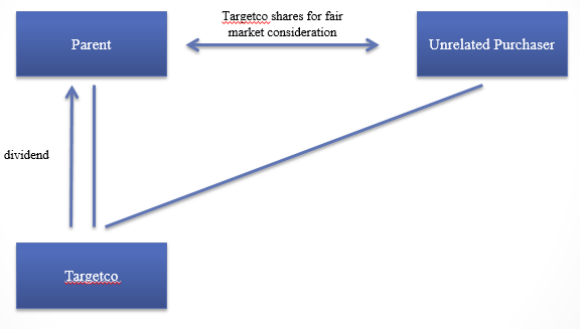 Targetco shares for fair
market consideration
Parent
Unrelated Purchaser
dividend
Targetco